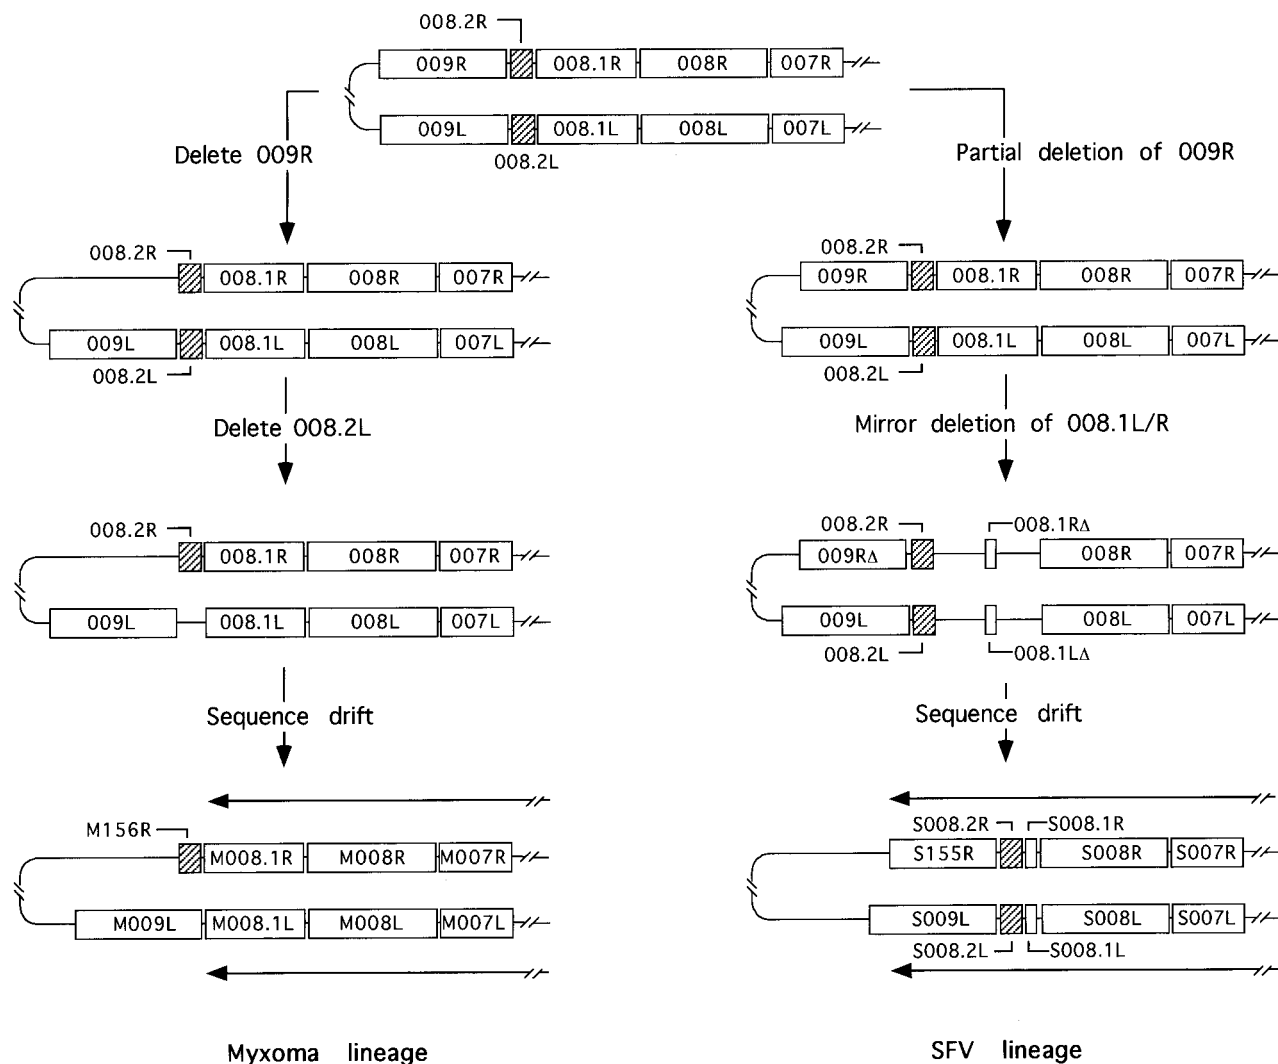 008.2R
009R 008.1R 008R 007R
009L 008.1L 008L 007L
008.2L
Delete 009R
Partial deletion of 009R
008.2R
008.1R 008R 007R
009L 008.1L 008L 007L
008.2L
008.2R
009R 008.1R 008R 007R
009L 008.1L 008L 007L
008.2L
Delete 008.2L
Mirror deletion of 008.1L/R
008.2R
008.1R 008R 007R
009L 008.1L 008L 007L
008.2R 008.1RΔ
009RΔ 008R 007R
009L 008L 007L
008.2L 008.1LΔ
Sequence drift
Sequence drift
M156R
M008.1R M008R M007R
M009L M008.1L M008L M007L
S008.2R S008.1R
S155R S008R S007R
S009L S008L S007L
S008.2L S008.1L
Myxoma lineage
SFV lineage